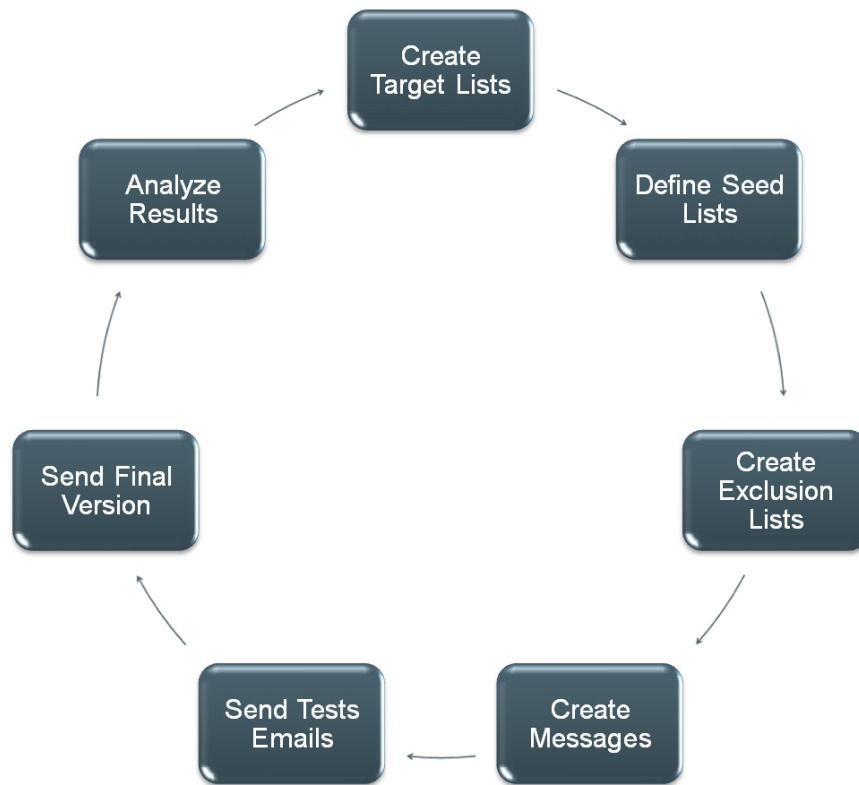 Create
Target Lists
Define Seed
Lists
Create
Exclusion
Lists
Create
Messages
Send Tests
Emails
Send Final
Version
Analyze
Results